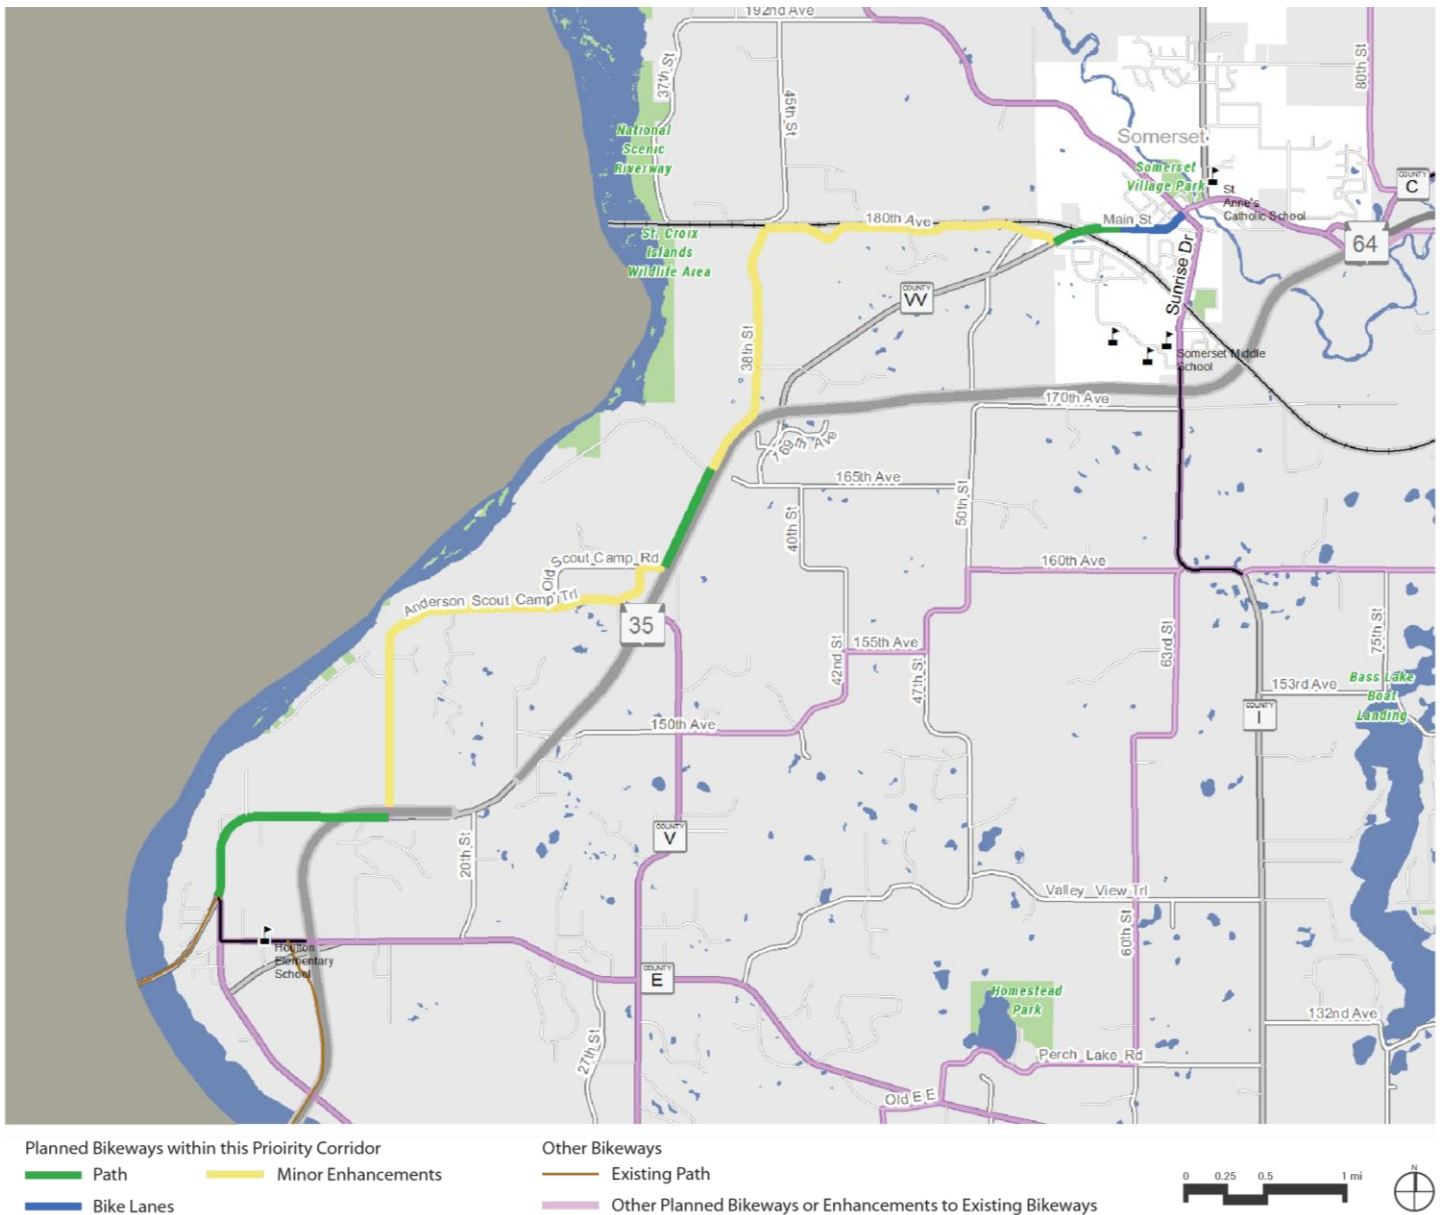 192nd Ave
37th St
45th St
80th St
National
Scenic
Riverway
Somerset
Somerset
Village Park
St.
Anne's
Catholic School
COUNTY
C
180th Ave
Main St
64
St. Croix
Islands
Wildlife Area
Sunrise Dr
COUNTY
VV
38th St
Somerset Middle
School
170th Ave
169th Ave
165th Ave
50th St
40th St
Old Scout Camp Rd
160th Ave
Anderson Scout Camp Trl
35
155th Ave
42nd St
47th St
63rd St
75th St
Bass Lake
Boat
Landing
153rd Ave
COUNTY
I
150th Ave
COUNTY
V
20th St
Valley View Trl
60th St
Houlton
Elementary
School
COUNTY
E
Homestead
Park
132nd Ave
27th St
Perch Lake Rd
Old E E
Planned Bikeways within this Prioirity Corridor
Path
Minor Enhancements
Bike Lanes
Other Bikeways
Existing Path
Other Planned Bikeways or Enhancements to Existing Bikeways
0 0.25 0.5 1 mi
N